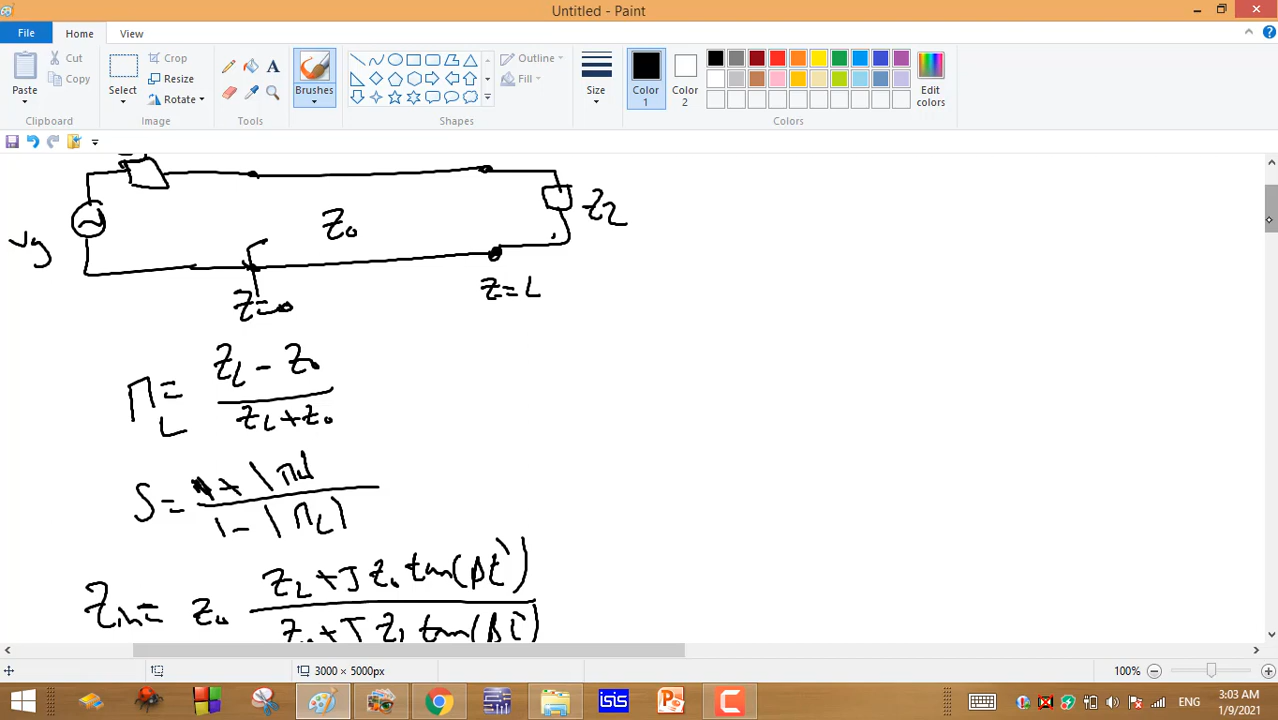 Untitled - Paint
File Home View
Paste
Cut
Copy
Clipboard
Select
Crop
Resize
Rotate
Image
A
Tools
Brushes
Outline
Fill
Shapes
Size
Color 1
Color 2
Edit colors
Colors
Vg
Z₀
ZL
Z=0
Z=L
ΓL = (ZL - Z₀) / (ZL + Z₀)
S = (1 + |ΓL|) / (1 - |ΓL|)
Zin = Z₀ (ZL + J Z₀ tan(βl)) / (Z₀ + J ZL tan(βl))
3000 × 5000px
100%
isis
ENG
3:03 AM
1/9/2021